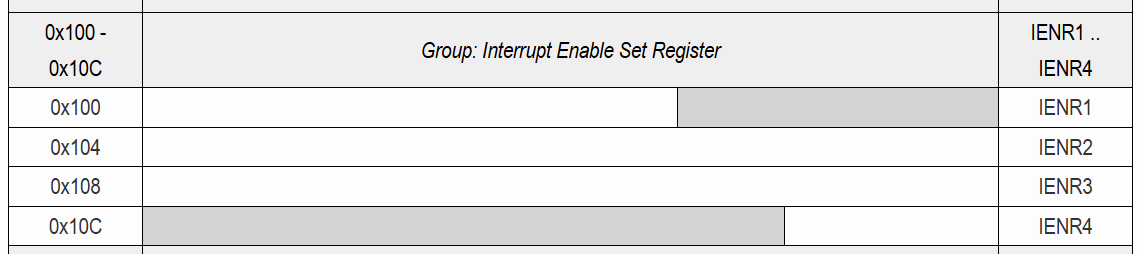 0x100 -
0x10C
Group: Interrupt Enable Set Register
IENR1 ..
IENR4
0x100 IENR1
0x104 IENR2
0x108 IENR3
0x10C IENR4